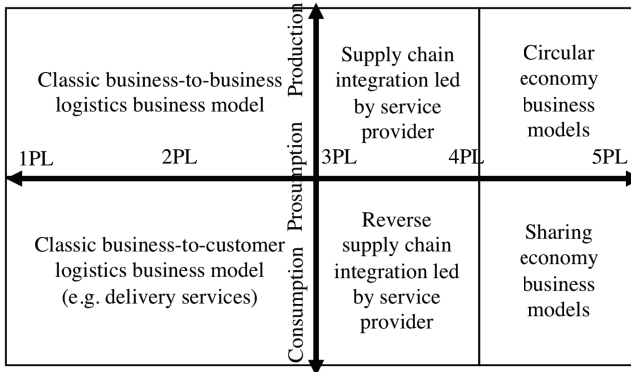 Classic business-to-business
logistics business model
Production
Supply chain
integration led
by service
provider
Circular
economy
business
models
1PL
2PL
Prosumption
3PL
4PL
5PL
Classic business-to-customer
logistics business model
(e.g. delivery services)
Consumption
Reverse
supply chain
integration led
by service
provider
Sharing
economy
business
models